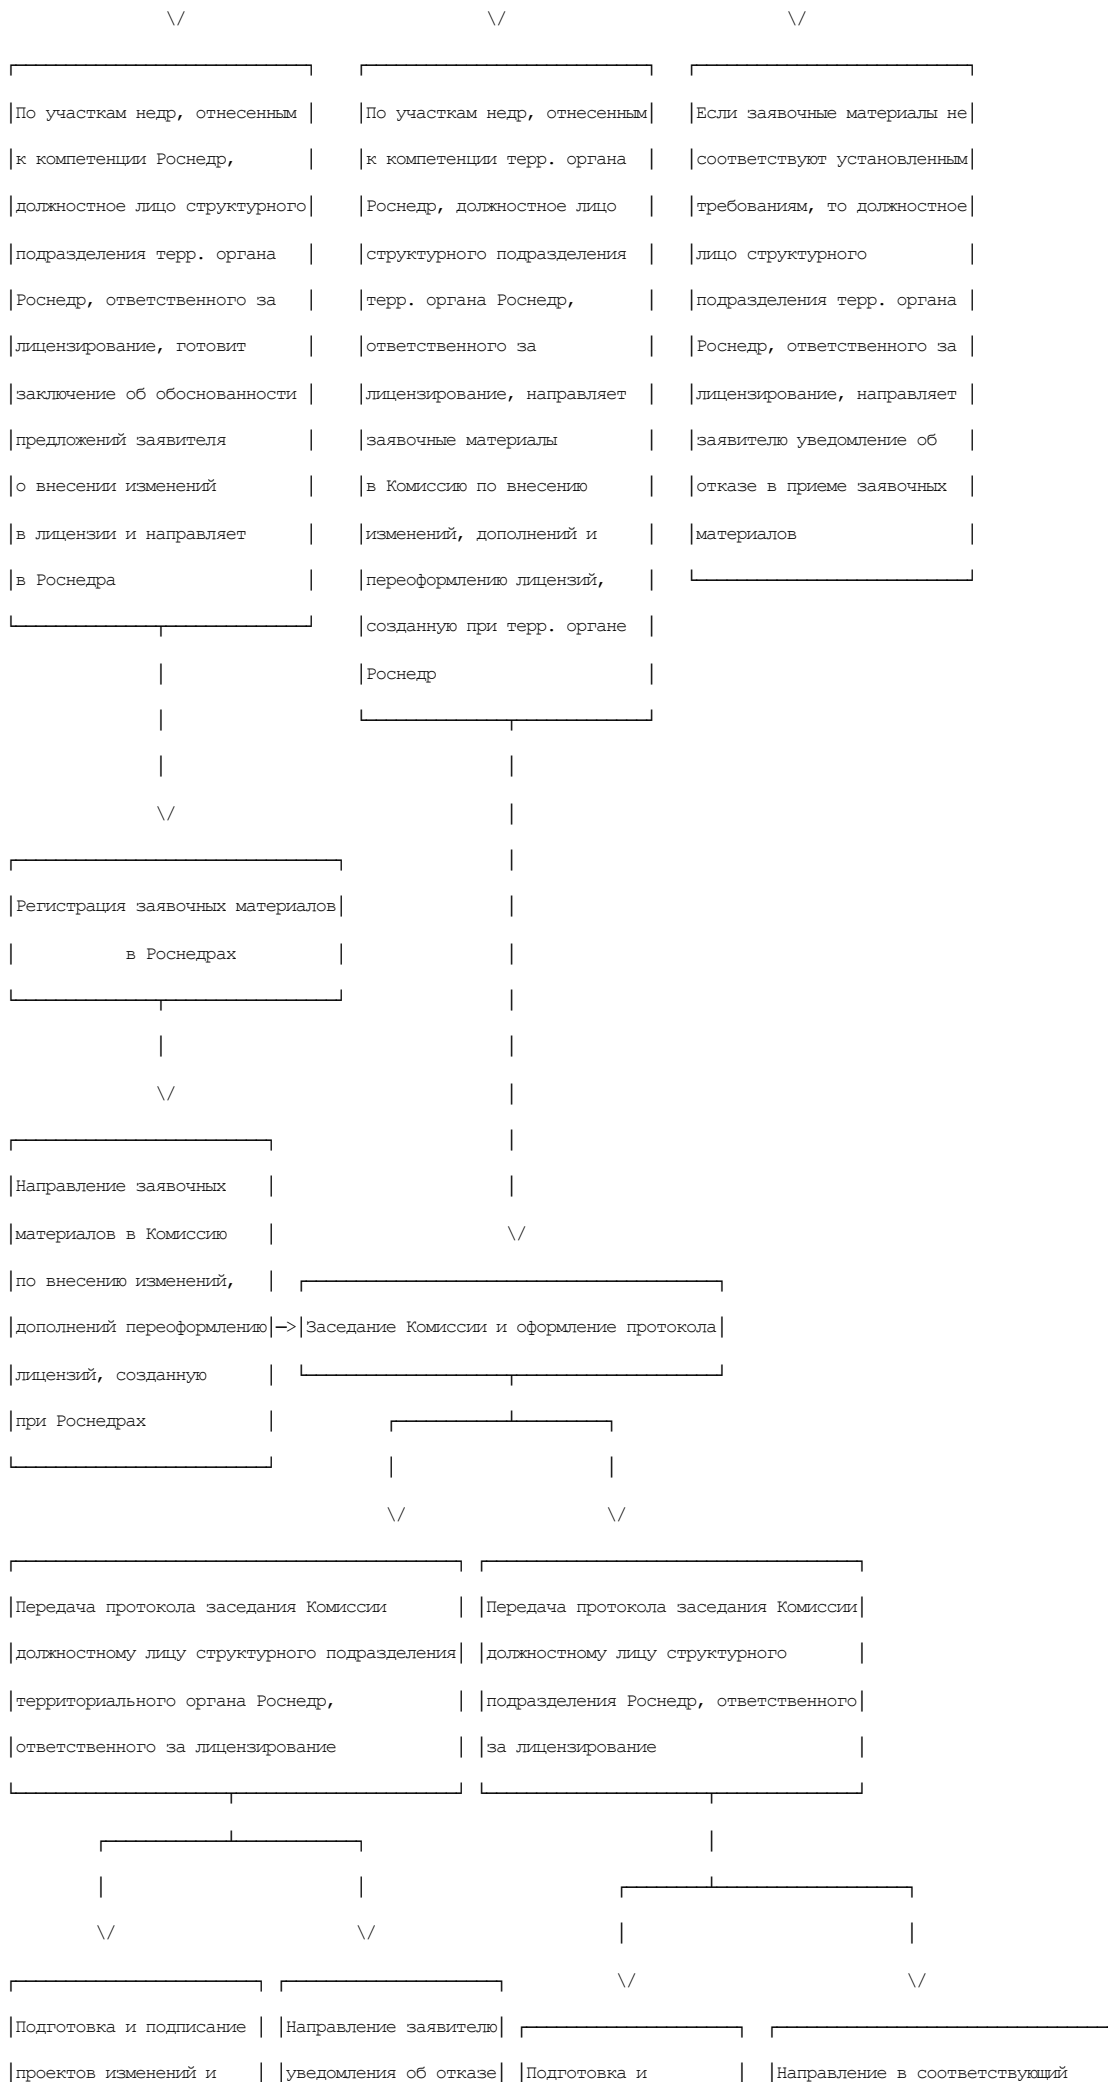 По участкам недр, отнесенным
к компетенции Роснедр,
должностное лицо структурного
подразделения терр. органа
Роснедр, ответственного за
лицензирование, готовит
заключение об обоснованности
предложений заявителя
о внесении изменений
в лицензии и направляет
в Роснедра
По участкам недр, отнесенным
к компетенции терр. органа
Роснедр, должностное лицо
структурного подразделения
терр. органа Роснедр,
ответственного за
лицензирование, направляет
заявочные материалы
в Комиссию по внесению
изменений, дополнений и
переоформлению лицензий,
созданную при терр. органе
Роснедр
Если заявочные материалы не
соответствуют установленным
требованиям, то должностное
лицо структурного
подразделения терр. органа
Роснедр, ответственного за
лицензирование, направляет
заявителю уведомление об
отказе в приеме заявочных
материалов
Регистрация заявочных материалов
в Роснедрах
Направление заявочных
материалов в Комиссию
по внесению изменений,
дополнений переоформлению
лицензий, созданную
при Роснедрах
Заседание Комиссии и оформление протокола
Передача протокола заседания Комиссии
должностному лицу структурного подразделения
территориального органа Роснедр,
ответственного за лицензирование
Передача протокола заседания Комиссии
должностному лицу структурного
подразделения Роснедр, ответственного
за лицензирование
Подготовка и подписание
проектов изменений и
Направление заявителю
уведомления об отказе
Подготовка и
Направление в соответствующий